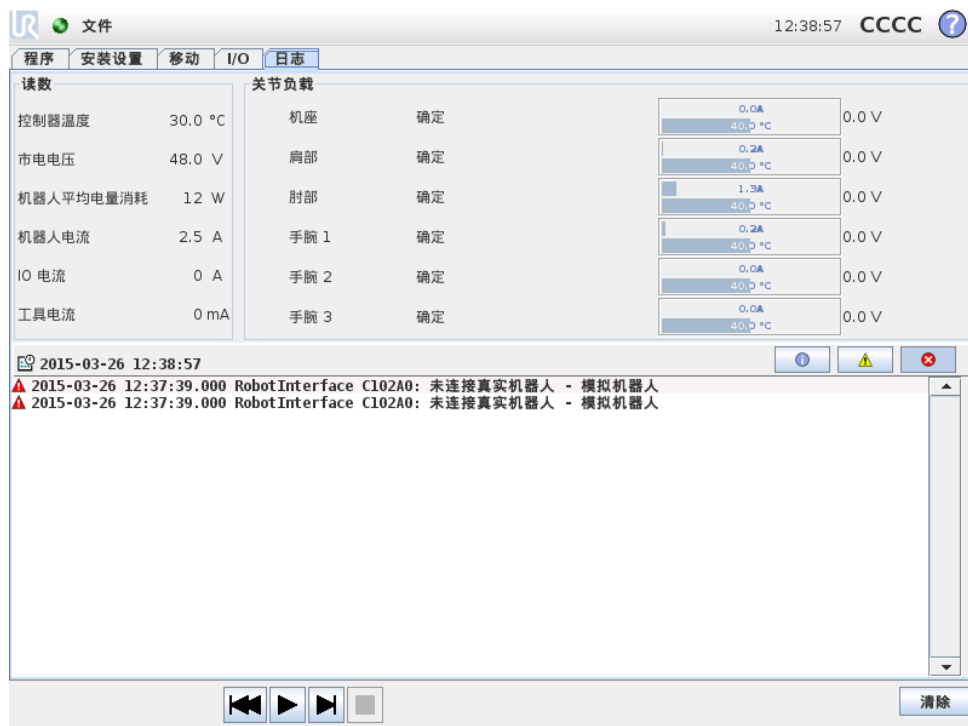 UR 文件 12:38:57 CCCC ?
程序 安装设置 移动 I/O 日志
读数 关节负载
控制器温度 30.0 °C
市电电压 48.0 V
机器人平均电量消耗 12 W
机器人电流 2.5 A
IO 电流 0 A
工具电流 0 mA
机座 确定 0.0A 40.0 °C 0.0 V
肩部 确定 0.2A 40.0 °C 0.0 V
肘部 确定 1.3A 40.0 °C 0.0 V
手腕 1 确定 0.2A 40.0 °C 0.0 V
手腕 2 确定 0.0A 40.0 °C 0.0 V
手腕 3 确定 0.0A 40.0 °C 0.0 V
2015-03-26 12:38:57
2015-03-26 12:37:39.000 RobotInterface C102A0: 未连接真实机器人 - 模拟机器人
2015-03-26 12:37:39.000 RobotInterface C102A0: 未连接真实机器人 - 模拟机器人
清除